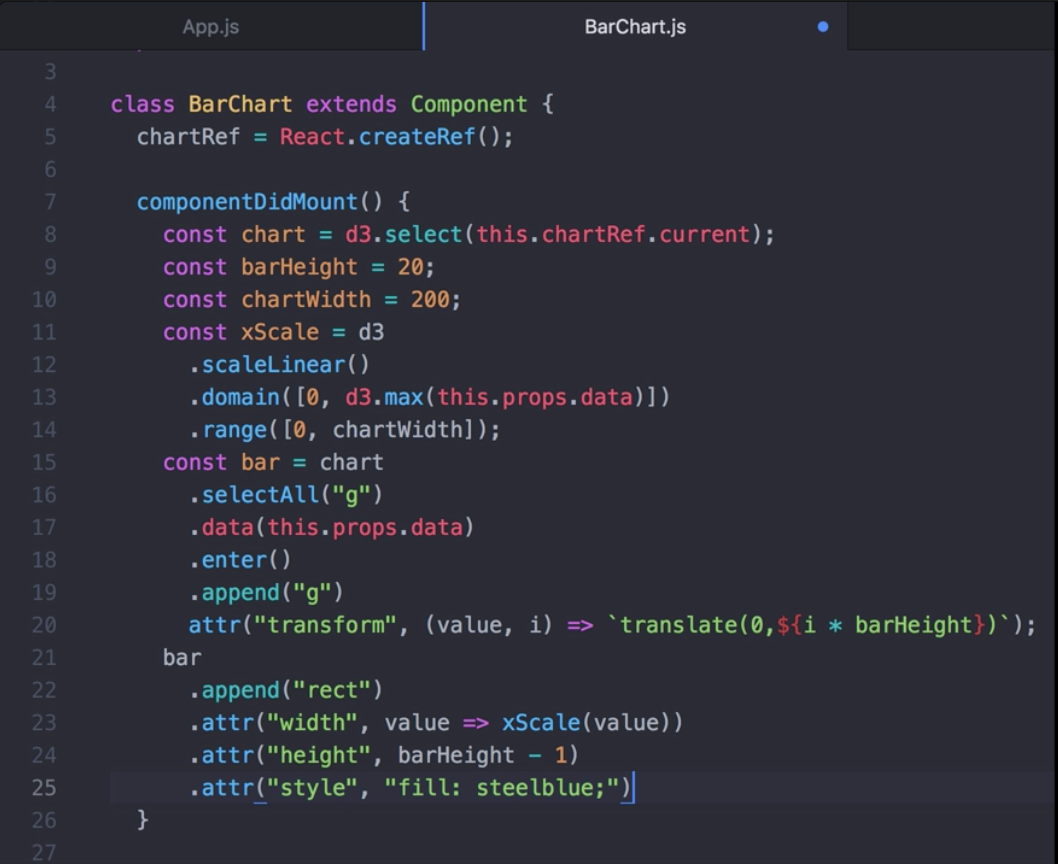 App.js
BarChart.js
3
4 class BarChart extends Component {
5 chartRef = React.createRef();
6
7 componentDidMount() {
8 const chart = d3.select(this.chartRef.current);
9 const barHeight = 20;
10 const chartWidth = 200;
11 const xScale = d3
12 .scaleLinear()
13 .domain([0, d3.max(this.props.data)])
14 .range([0, chartWidth]);
15 const bar = chart
16 .selectAll("g")
17 .data(this.props.data)
18 .enter()
19 .append("g")
20 attr("transform", (value, i) => `translate(0,${i * barHeight})`);
21 bar
22 .append("rect")
23 .attr("width", value => xScale(value))
24 .attr("height", barHeight - 1)
25 .attr("style", "fill: steelblue;")
26 }
27